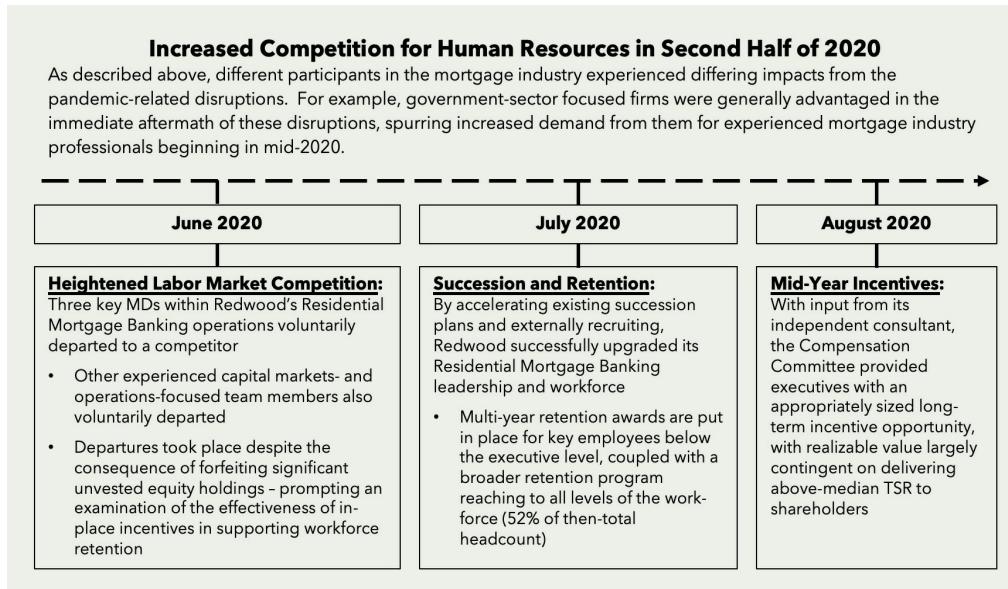 Increased Competition for Human Resources in Second Half of 2020
As described above, different participants in the mortgage industry experienced differing impacts from the
pandemic-related disruptions.  For example, government-sector focused firms were generally advantaged in the
immediate aftermath of these disruptions, spurring increased demand from them for experienced mortgage industry
professionals beginning in mid-2020.
June 2020
Heightened Labor Market Competition:
Three key MDs within Redwood's Residential
Mortgage Banking operations voluntarily
departed to a competitor
• Other experienced capital markets- and
operations-focused team members also
voluntarily departed
• Departures took place despite the
consequence of forfeiting significant
unvested equity holdings – prompting an
examination of the effectiveness of in-
place incentives in supporting workforce
retention
July 2020
Succession and Retention:
By accelerating existing succession
plans and externally recruiting,
Redwood successfully upgraded its
Residential Mortgage Banking
leadership and workforce
• Multi-year retention awards are put
in place for key employees below
the executive level, coupled with a
broader retention program
reaching to all levels of the work-
force (52% of then-total
headcount)
August 2020
Mid-Year Incentives:
With input from its
independent consultant,
the Compensation
Committee provided
executives with an
appropriately sized long-
term incentive opportunity,
with realizable value largely
contingent on delivering
above-median TSR to
shareholders